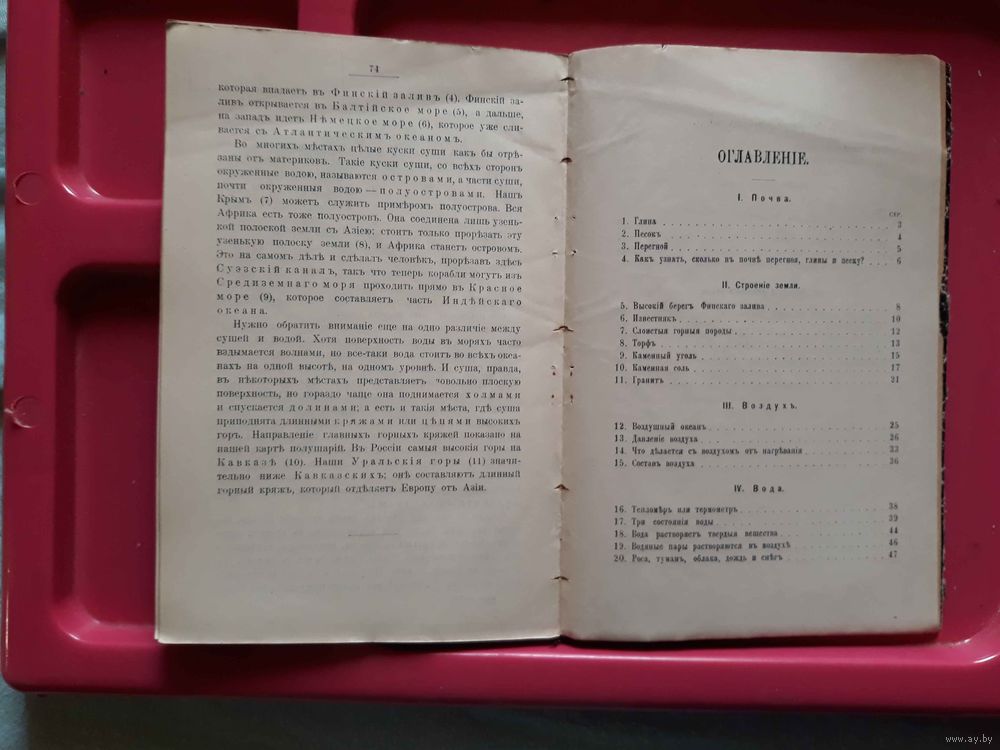 74
которая впадаетъ въ Финскій заливъ (4). Финскій за-
ливъ открывается въ Балтійское море (5), а дальше,
на западъ идетъ Нѣмецкое море (6), которое уже сли-
вается съ Атлантическимъ океаномъ.
Во многихъ мѣстахъ цѣлые куски суши какъ бы отрѣ-
заны отъ материковъ. Такіе куски суши, со всѣхъ сторонъ
окруженные водою, называются островами, а части суши,
почти окруженныя водою — полуостровами. Нашъ
Крымъ (7) можетъ служить примѣромъ полуострова. Вся
Африка есть тоже полуостровъ. Она соединена лишь узень-
кой полоской земли съ Азіею; стоитъ только прорѣзать эту
узенькую полоску земли (8), и Африка станетъ островомъ.
Это на самомъ дѣлѣ и сдѣлалъ человѣкъ, прорѣзавъ здѣсь
Суэзскій каналъ, такъ что теперь корабли могутъ изъ
Средиземнаго моря проходить прямо въ Красное
море (9), которое составляетъ часть Индѣйскаго
океана.
Нужно обратить вниманіе еще на одно различіе между
сушей и водой. Хотя поверхность воды въ моряхъ часто
вздымается волнами, но все-таки вода стоитъ во всѣхъ океа-
нахъ на одной высотѣ, на одномъ уровнѣ. И суша, правда,
въ нѣкоторыхъ мѣстахъ представляетъ довольно плоскую
поверхность, но гораздо чаще она поднимается холмами
и спускается долинами; а есть и такія мѣста, гдѣ суша
приподнята длинными кряжами или цѣпями высокихъ
горъ. Направленіе главныхъ горныхъ кряжей показано на
нашей картѣ полушарій. Въ Россіи самыя высокія горы на
Кавказѣ (10). Наши Уральскія горы (11) значи-
тельно ниже Кавказскихъ; онѣ составляютъ длинный
горный кряжъ, который отдѣляетъ Европу отъ Азіи.
ОГЛАВЛЕНІЕ.
I. Почва.
СТР.
1. Глина 3
2. Песокъ 4
3. Перегной 5
4. Какъ узнать, сколько въ почвѣ перегноя, глины и песку? . . . 6
II. Строеніе земли.
5. Высокій берегъ Финскаго залива 8
6. Известнякъ 10
7. Слоистыя горныя породы 12
8. Торфъ 13
9. Каменный уголь 15
10. Каменная соль 17
11. Гранитъ 21
III. Воздухъ.
12. Воздушный океанъ 25
13. Давленіе воздуха 26
14. Что дѣлается съ воздухомъ отъ нагрѣванія 33
15. Составъ воздуха 36
IV. Вода.
16. Тепломѣръ или термометръ 38
17. Три состоянія воды 39
18. Вода растворяетъ твердыя вещества 44
19. Водяные пары растворяются въ воздухѣ 46
20. Роса, туманъ, облака, дождь и снѣгъ 47
www.ay.by